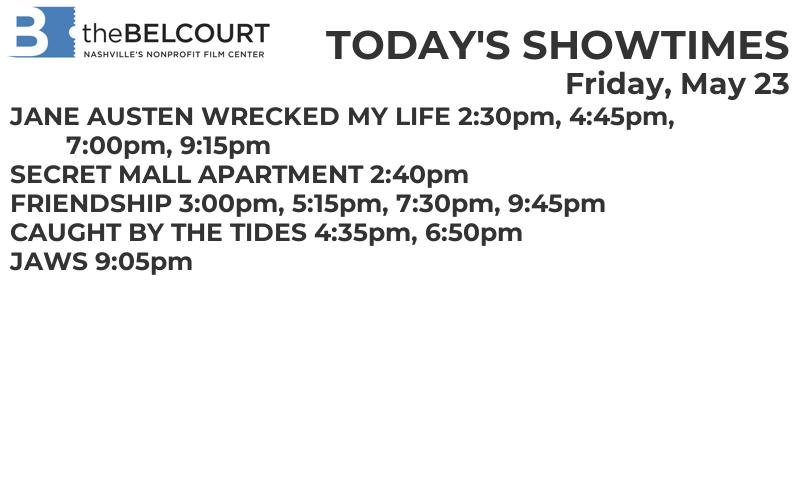 B theBELCOURT
NASHVILLE'S NONPROFIT FILM CENTER
TODAY'S SHOWTIMES
Friday, May 23
JANE AUSTEN WRECKED MY LIFE 2:30pm, 4:45pm,
7:00pm, 9:15pm
SECRET MALL APARTMENT 2:40pm
FRIENDSHIP 3:00pm, 5:15pm, 7:30pm, 9:45pm
CAUGHT BY THE TIDES 4:35pm, 6:50pm
JAWS 9:05pm